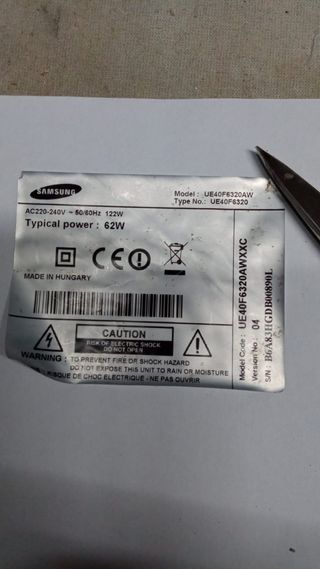 SAMSUNG
Model : UE40F6320AW
Type No.: UE40F6320
AC220-240V ~ 50/60Hz 122W
Typical power : 62W
MADE IN HUNGARY
CAUTION
RISK OF ELECTRIC SHOCK
DO NOT OPEN
WARNING : TO PREVENT FIRE OR SHOCK HAZARD
DO NOT EXPOSE THIS UNIT TO RAIN OR MOISTURE
RISQUE DE CHOC ELECTRIQUE - NE PAS OUVRIR
Model Code : UE40F6320AWXXC
Version No : 04
S/N : B6A83HGDB00890L